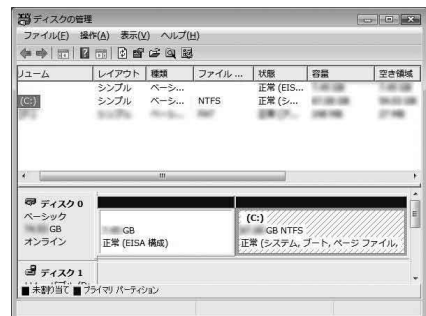 ディスクの管理
ファイル(F) 操作(A) 表示(V) ヘルプ(H)
リューム レイアウト 種類 ファイル ... 状態 容量 空き領域
シンプル ベーシ... 正常 (EIS...
(C:) シンプル ベーシ... NTFS 正常 (シ...
ディスク 0
ベーシック
GB
オンライン
GB
正常 (EISA 構成)
(C:)
GB NTFS
正常 (システム, ブート, ページ ファイル,
ディスク 1
未割り当て プライマリ パーティション